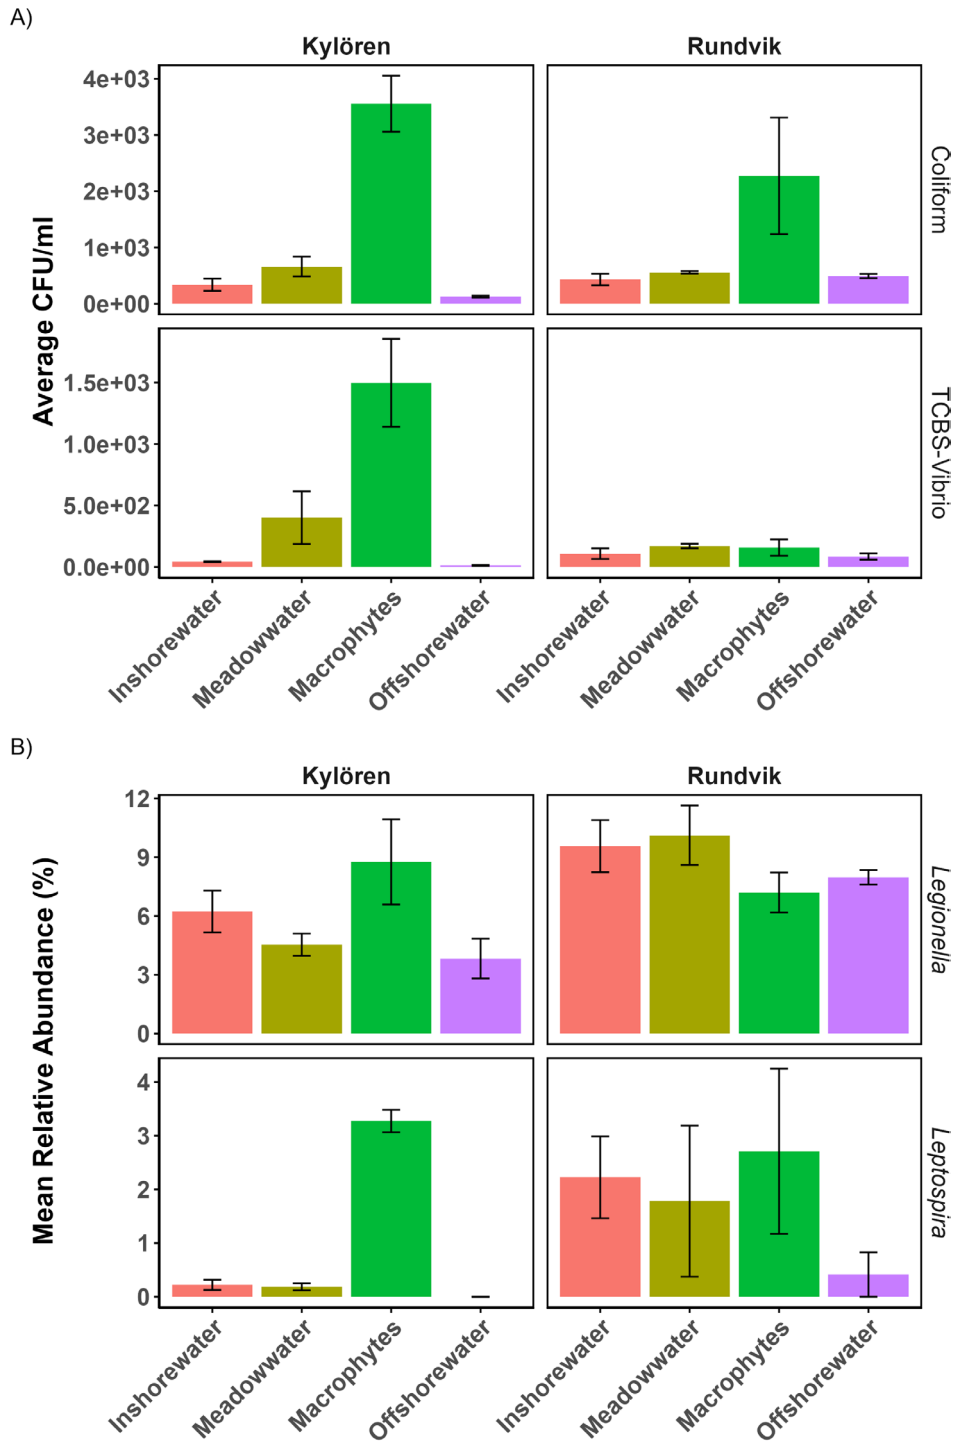 A)
Kylören Rundvik
4e+03
3e+03
2e+03
1e+03
0e+00
Coliform
Average CFU/ml
1.5e+03
1.0e+03
5.0e+02
0.0e+00
TCBS-Vibrio
Inshorewater Meadowwater Macrophytes Offshorewater Inshorewater Meadowwater Macrophytes Offshorewater
B)
Kylören Rundvik
12
9
6
3
0
Legionella
Mean Relative Abundance (%)
4
3
2
1
0
Leptospira
Inshorewater Meadowwater Macrophytes Offshorewater Inshorewater Meadowwater Macrophytes Offshorewater